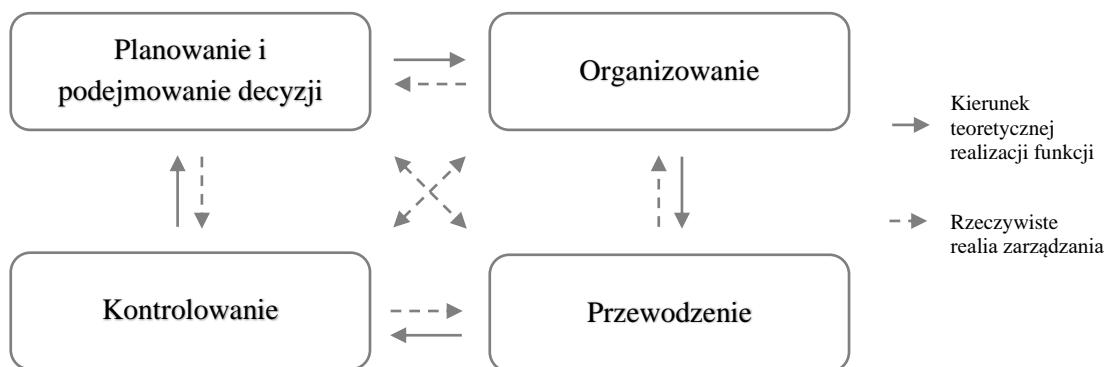 Planowanie i
podejmowanie decyzji
Organizowanie
Kierunek
teoretycznej
realizacji funkcji
Rzeczywiste
realia zarządzania
Kontrolowanie
Przewodzenie